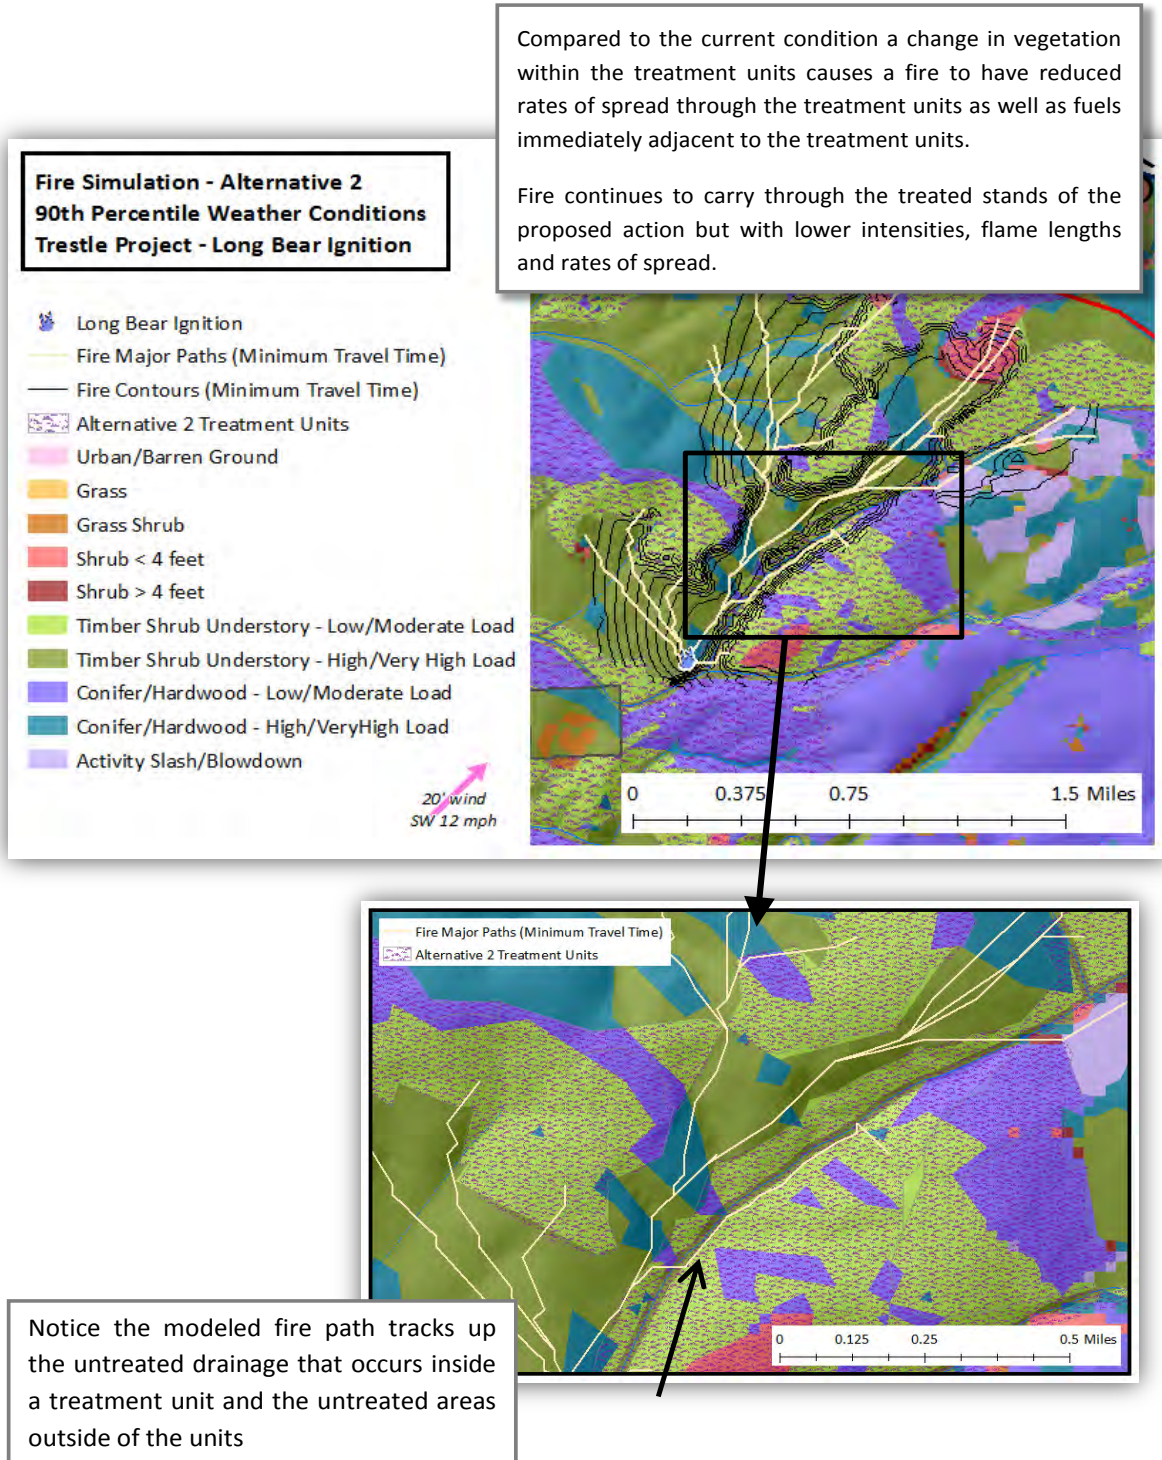 Compared to the current condition a change in vegetation
within the treatment units causes a fire to have reduced
rates of spread through the treatment units as well as fuels
immediately adjacent to the treatment units.
Fire continues to carry through the treated stands of the
proposed action but with lower intensities, flame lengths
and rates of spread.
Fire Simulation - Alternative 2
90th Percentile Weather Conditions
Trestle Project - Long Bear Ignition
Long Bear Ignition
Fire Major Paths (Minimum Travel Time)
Fire Contours (Minimum Travel Time)
Alternative 2 Treatment Units
Urban/Barren Ground
Grass
Grass Shrub
Shrub < 4 feet
Shrub > 4 feet
Timber Shrub Understory - Low/Moderate Load
Timber Shrub Understory - High/Very High Load
Conifer/Hardwood - Low/Moderate Load
Conifer/Hardwood - High/VeryHigh Load
Activity Slash/Blowdown
20' wind
SW 12 mph
0 0.375 0.75 1.5 Miles
Fire Major Paths (Minimum Travel Time)
Alternative 2 Treatment Units
0 0.125 0.25 0.5 Miles
Notice the modeled fire path tracks up
the untreated drainage that occurs inside
a treatment unit and the untreated areas
outside of the units